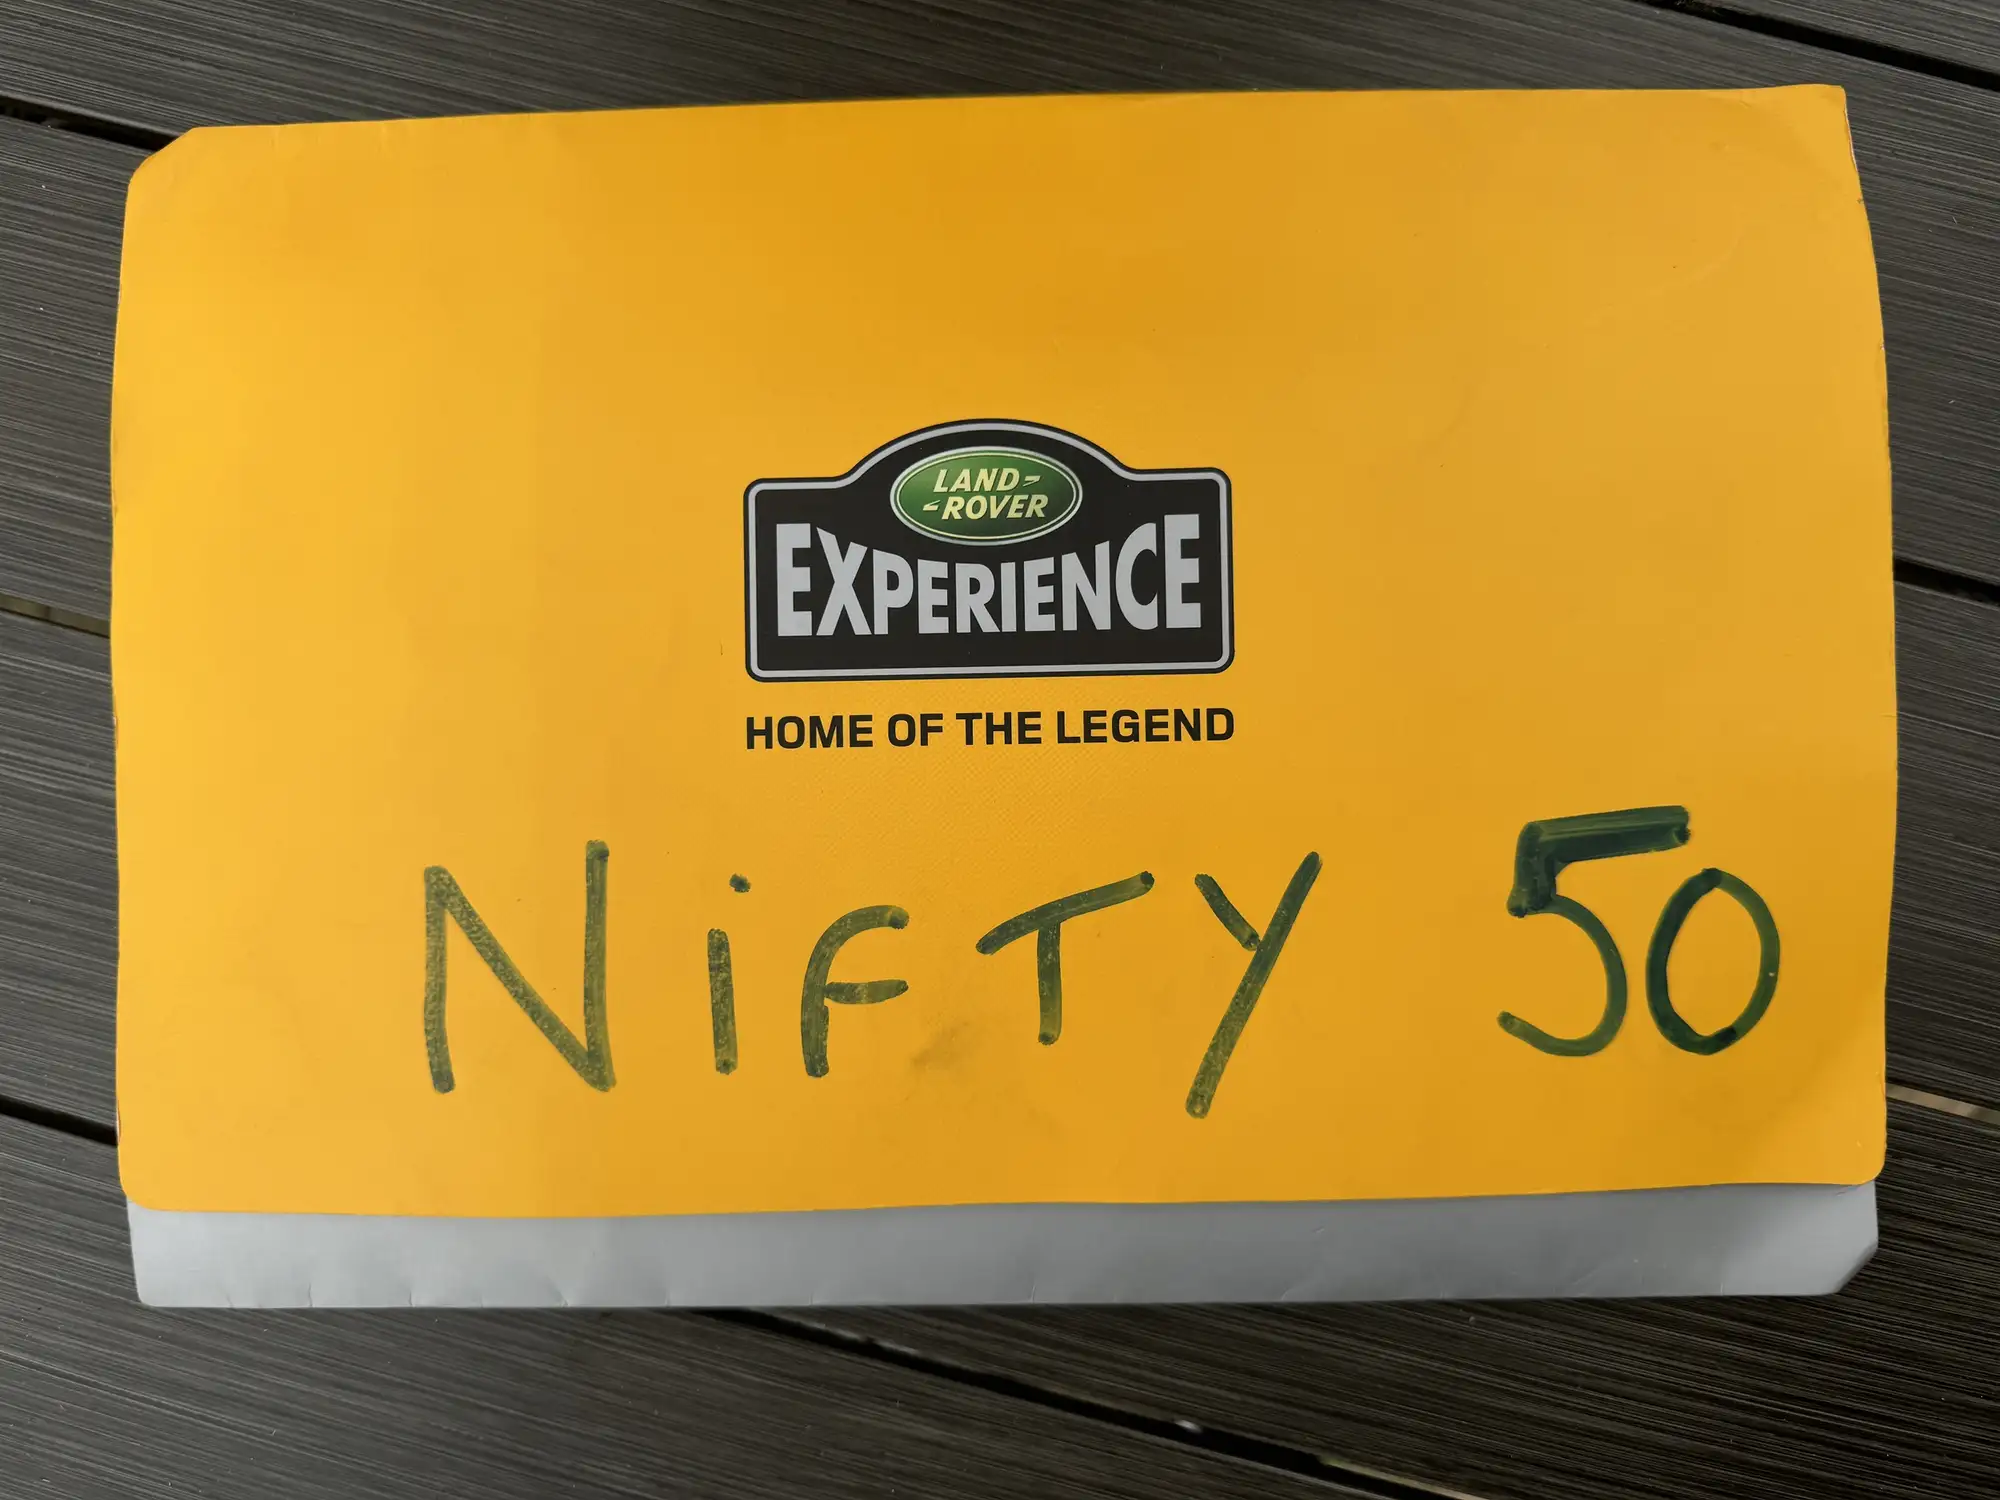 LAND-
-ROVER
EXPERIENCE
HOME OF THE LEGEND
NiFTY 50